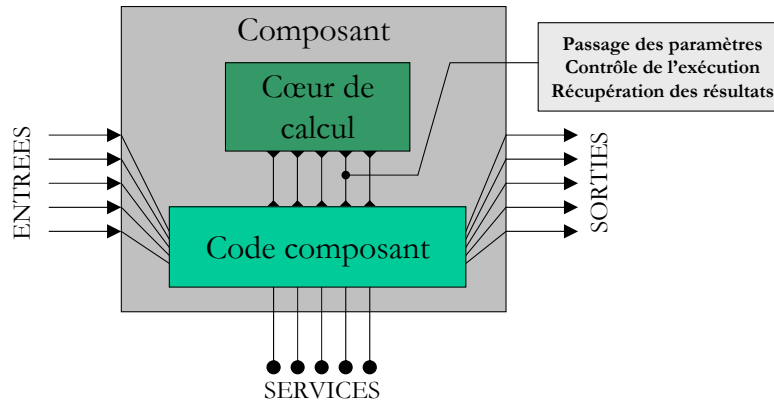 Composant
Passage des paramètres
Contrôle de l'exécution
Récupération des résultats
Cœur de
calcul
ENTREES
SORTIES
Code composant
SERVICES